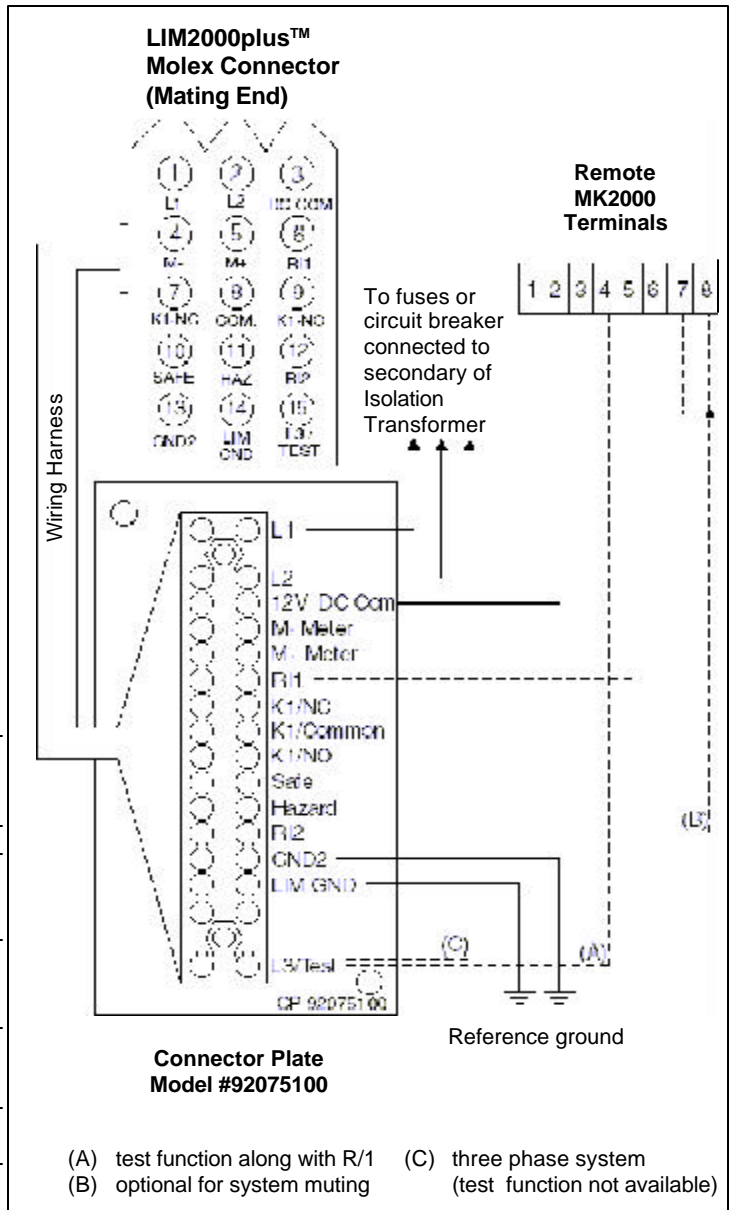 LIM2000plus™
Molex Connector
(Mating End)
1 2 3
L1 L2 DC COM
4 5 6
M- M+ RI1
7 8 9
K1-NC COM. K1-NO
10 11 12
SAFE HAZ RI2
13 14 15
GND2 LIM GND L3/TEST
Wiring Harness
To fuses or
circuit breaker
connected to
secondary of
Isolation
Transformer
Remote
MK2000
Terminals
1 2 3 4 5 6 7 8
L1
L2
12V DC Com
M- Meter
Meter
RI1
K1/NC
K1/Common
K1/NO
Safe
Hazard
RI2
GND2
LIM GND
L3/Test
CP 92075100
(C)
(A)
(B)
Reference ground
Connector Plate
Model #92075100
(A) test function along with R/1
(B) optional for system muting
(C) three phase system
(test function not available)